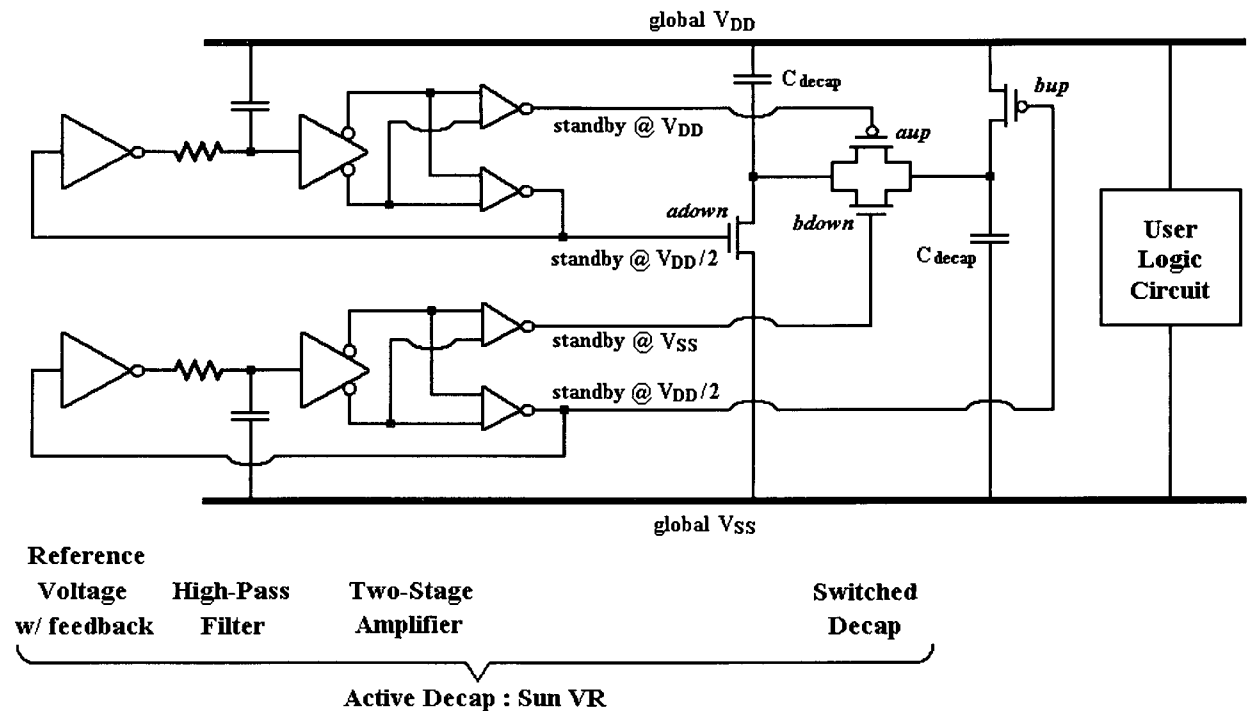 global VDD
Cdecap
bup
standby @ VDD
aup
adown
bdown
User
Logic
Circuit
Cdecap
standby @ VDD/2
standby @ VSS
standby @ VDD/2
global VSS
Reference
Voltage
w/ feedback
High-Pass
Filter
Two-Stage
Amplifier
Switched
Decap
Active Decap : Sun VR